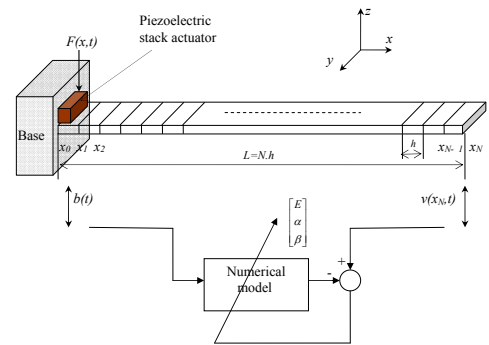 Piezoelectric
stack actuator
F(x,t)
z
x
y
Base
x0 x1 x2
h
xN-1 xN
L=N.h
b(t)
v(xN,t)
E
α
β
Numerical
model
+
-